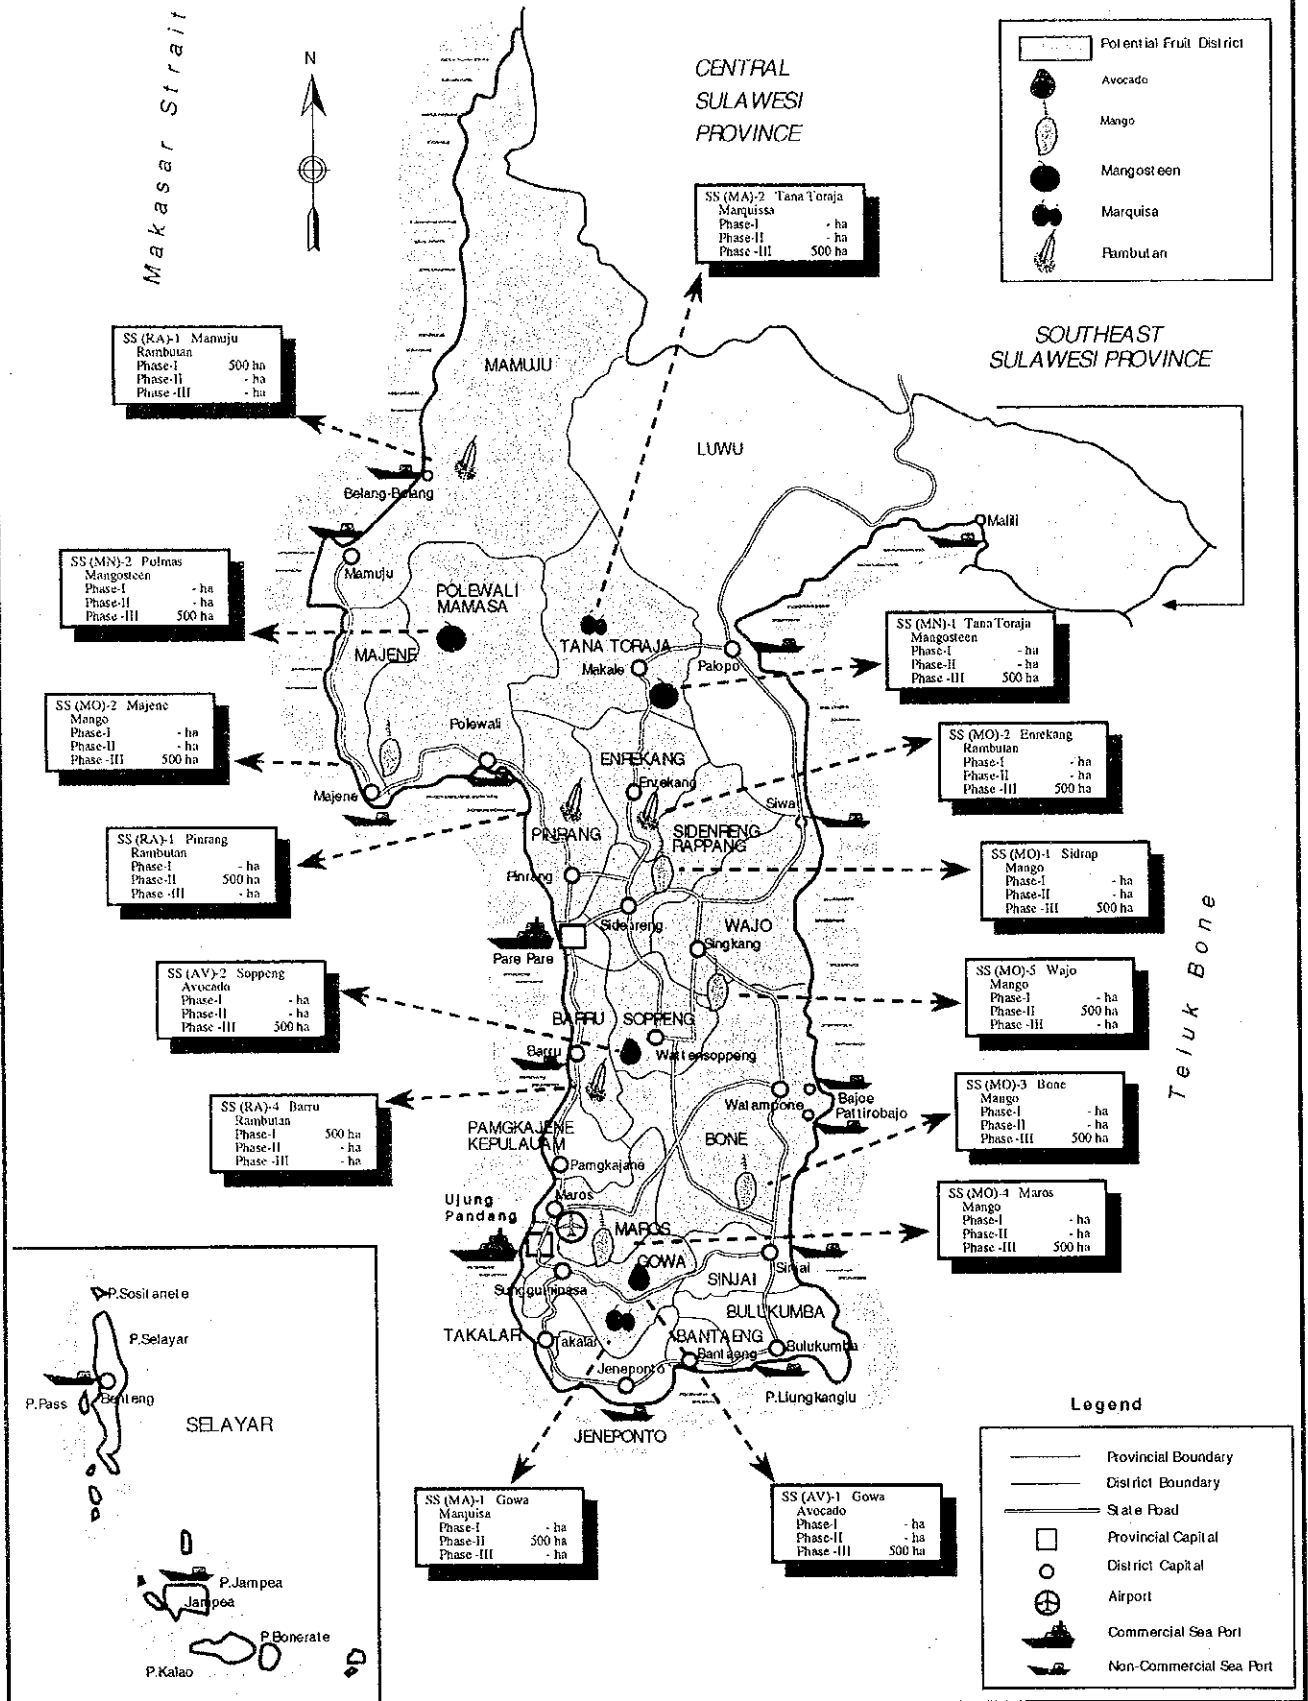 Makasar Strait
N
CENTRAL
SULAWESI
PROVINCE
Potential Fruit District
Avocado
Mango
Mangosteen
Marquisa
Rambutan
SS (MA)-2 Tana Toraja
Marquissa
Phase-I - ha
Phase-II - ha
Phase -III 500 ha
SOUTHEAST
SULAWESI PROVINCE
SS (RA)-1 Mamuju
Rambutan
Phase-I 500 ha
Phase-II - ha
Phase -III - ha
MAMUJU
LUWU
Belang-Belang
Malili
Mamuju
SS (MN)-2 Polmas
Mangosteen
Phase-I - ha
Phase-II - ha
Phase -III 500 ha
POLEWALI
MAMASA
MAJENE
TANA TORAJA
Makale
Palopo
SS (MN)-1 Tana Toraja
Mangosteen
Phase-I - ha
Phase-II - ha
Phase -III 500 ha
SS (MO)-2 Majene
Mango
Phase-I - ha
Phase-II - ha
Phase -III 500 ha
Polewali
Majene
ENREKANG
Enrekang
SS (MO)-2 Enrekang
Rambutan
Phase-I - ha
Phase-II - ha
Phase -III 500 ha
Siwa
PINRANG
SIDENRENG
RAPPANG
SS (RA)-1 Pinrang
Rambutan
Phase-I - ha
Phase-II 500 ha
Phase -III - ha
Pinrang
SS (MO)-1 Sidrap
Mango
Phase-I - ha
Phase-II - ha
Phase -III 500 ha
Teluk Bone
Sidenreng
WAJO
Singkang
Pare Pare
SS (AV)-2 Soppeng
Avocado
Phase-I - ha
Phase-II - ha
Phase -III 500 ha
SS (MO)-5 Wajo
Mango
Phase-I - ha
Phase-II 500 ha
Phase -III - ha
BARRU
SOPPENG
Barru
Wattensoppeng
SS (RA)-4 Barru
Rambutan
Phase-I 500 ha
Phase-II - ha
Phase -III - ha
Watampone
Bajoe
Pattirobajo
SS (MO)-3 Bone
Mango
Phase-I - ha
Phase-II - ha
Phase -III 500 ha
PAMGKAJENE
KEPULAUAM
BONE
Pamgkajane
Maros
Ujung
Pandang
MAROS
SS (MO)-4 Maros
Mango
Phase-I - ha
Phase-II - ha
Phase -III 500 ha
GOWA
Sungguminasa
SINJAI
Sinjai
BULUKUMBA
TAKALAR
Takalar
BANTAENG
Bantaeng
Bulukumba
Jeneponto
P.Liungkanglu
JENEPONTO
P.Sosilanete
P.Selayar
P.Pass
Benteng
SELAYAR
P.Jampea
Jampea
P.Bonerate
P.Kalao
SS (MA)-1 Gowa
Marquisa
Phase-I - ha
Phase-II 500 ha
Phase -III - ha
SS (AV)-1 Gowa
Avocado
Phase-I - ha
Phase-II - ha
Phase -III 500 ha
Legend
Provincial Boundary
District Boundary
State Road
Provincial Capital
District Capital
Airport
Commercial Sea Port
Non-Commercial Sea Port